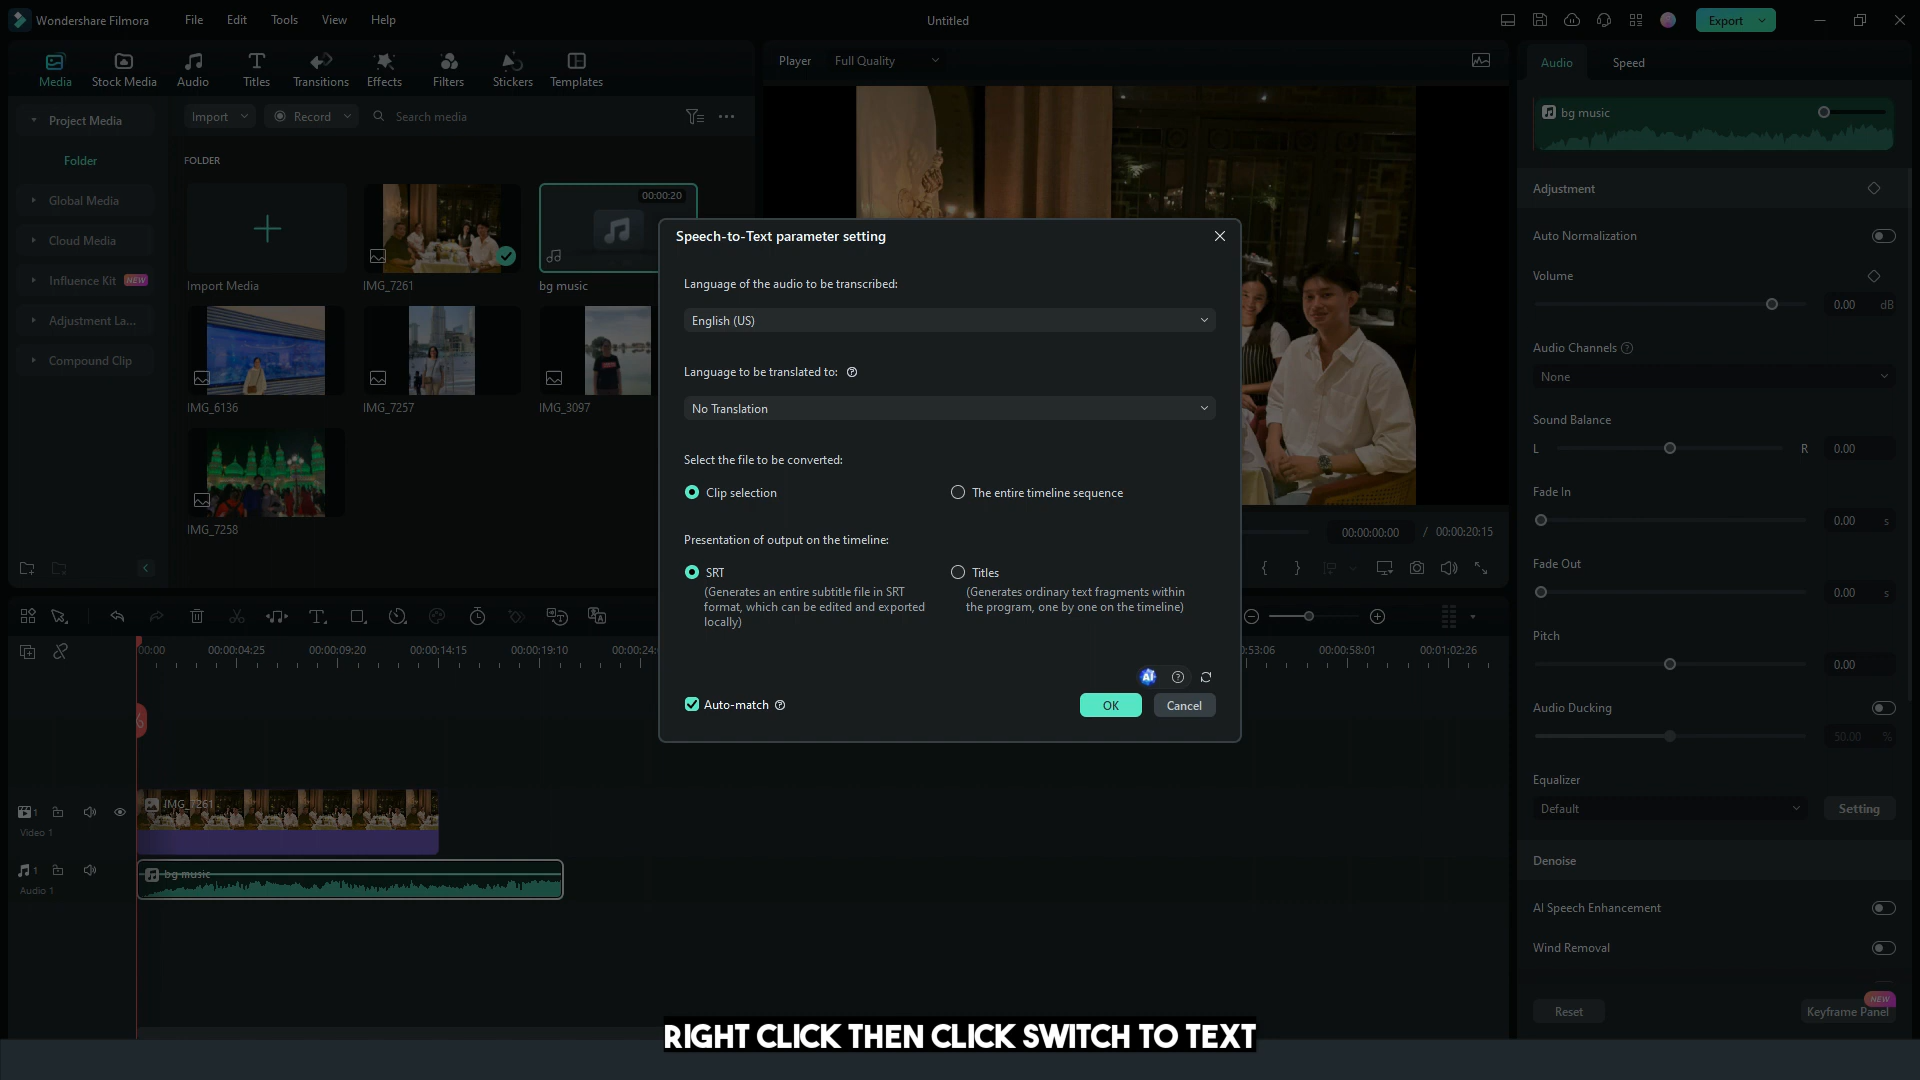 Wondershare Filmora
File
Edit
Tools
View
Help
Untitled
Export
Media
Stock Media
Audio
Titles
Transitions
Effects
Filters
Stickers
Templates
Player
Full Quality
Audio
Speed
Project Media
Import
Record
Search media
bg music
Folder
FOLDER
Global Media
Cloud Media
Influence Kit NEW
Adjustment La...
Compound Clip
00:00:20
Import Media
IMG_7261
bg music
IMG_6136
IMG_7257
IMG_3097
IMG_7258
Speech-to-Text parameter setting
Language of the audio to be transcribed:
English (US)
Language to be translated to:
No Translation
Select the file to be converted:
Clip selection
The entire timeline sequence
Presentation of output on the timeline:
SRT
(Generates an entire subtitle file in SRT
format, which can be edited and exported
locally)
Titles
(Generates ordinary text fragments within
the program, one by one on the timeline)
AI
Auto-match
OK
Cancel
00:00:00:00 / 00:00:20:15
Adjustment
Auto Normalization
Volume
0.00 dB
Audio Channels
None
Sound Balance
L
R
0.00
Fade In
0.00 s
Fade Out
0.00 s
Pitch
0.00
Audio Ducking
50.00 %
Equalizer
Default
Setting
Denoise
AI Speech Enhancement
Wind Removal
Reset
NEW
Keyframe Panel
00:00
00:00:04:25
00:00:09:20
00:00:14:15
00:00:19:10
00:00:24:0
:53:06
00:00:58:01
00:01:02:26
1
IMG_7261
Video 1
1
bg music
Audio 1
RIGHT CLICK THEN CLICK SWITCH TO TEXT